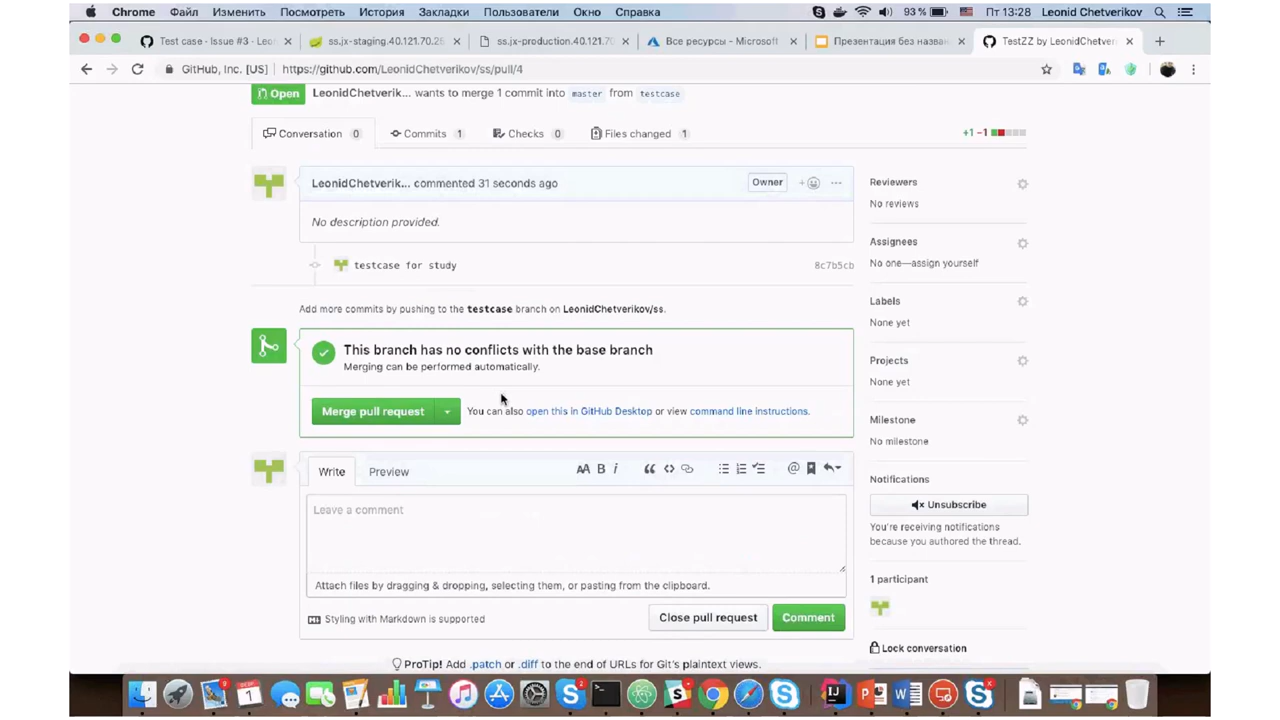 Chrome Файл Изменить Посмотреть История Закладки Пользователи Окно Справка 93 % Пт 13:28 Leonid Chetverikov
Test case - Issue #3 - Leon ss.jx-staging.40.121.70.26 ss.jx-production.40.121.70 Все ресурсы - Microsoft Презентация без назван TestZZ by LeonidChetveri
GitHub, Inc. [US] https://github.com/LeonidChetverikov/ss/pull/4
Open LeonidChetverik... wants to merge 1 commit into master from testcase
Conversation 0 Commits 1 Checks 0 Files changed 1 +1 −1
LeonidChetverik... commented 31 seconds ago Owner
No description provided.
testcase for study 8c7b5cb
Add more commits by pushing to the testcase branch on LeonidChetverikov/ss.
This branch has no conflicts with the base branch
Merging can be performed automatically.
Merge pull request You can also open this in GitHub Desktop or view command line instructions.
Write Preview
Leave a comment
Attach files by dragging & dropping, selecting them, or pasting from the clipboard.
Styling with Markdown is supported Close pull request Comment
ProTip! Add .patch or .diff to the end of URLs for Git's plaintext views.
Reviewers
No reviews
Assignees
No one—assign yourself
Labels
None yet
Projects
None yet
Milestone
No milestone
Notifications
Unsubscribe
You're receiving notifications
because you authored the thread.
1 participant
Lock conversation